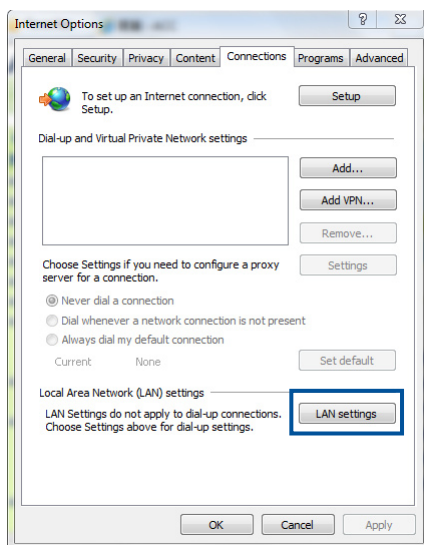 Internet Options
General Security Privacy Content Connections Programs Advanced
To set up an Internet connection, click
Setup.
Setup
Dial-up and Virtual Private Network settings
Add...
Add VPN...
Remove...
Choose Settings if you need to configure a proxy
server for a connection.
Settings
Never dial a connection
Dial whenever a network connection is not present
Always dial my default connection
Current None
Set default
Local Area Network (LAN) settings
LAN Settings do not apply to dial-up connections.
Choose Settings above for dial-up settings.
LAN settings
OK Cancel Apply